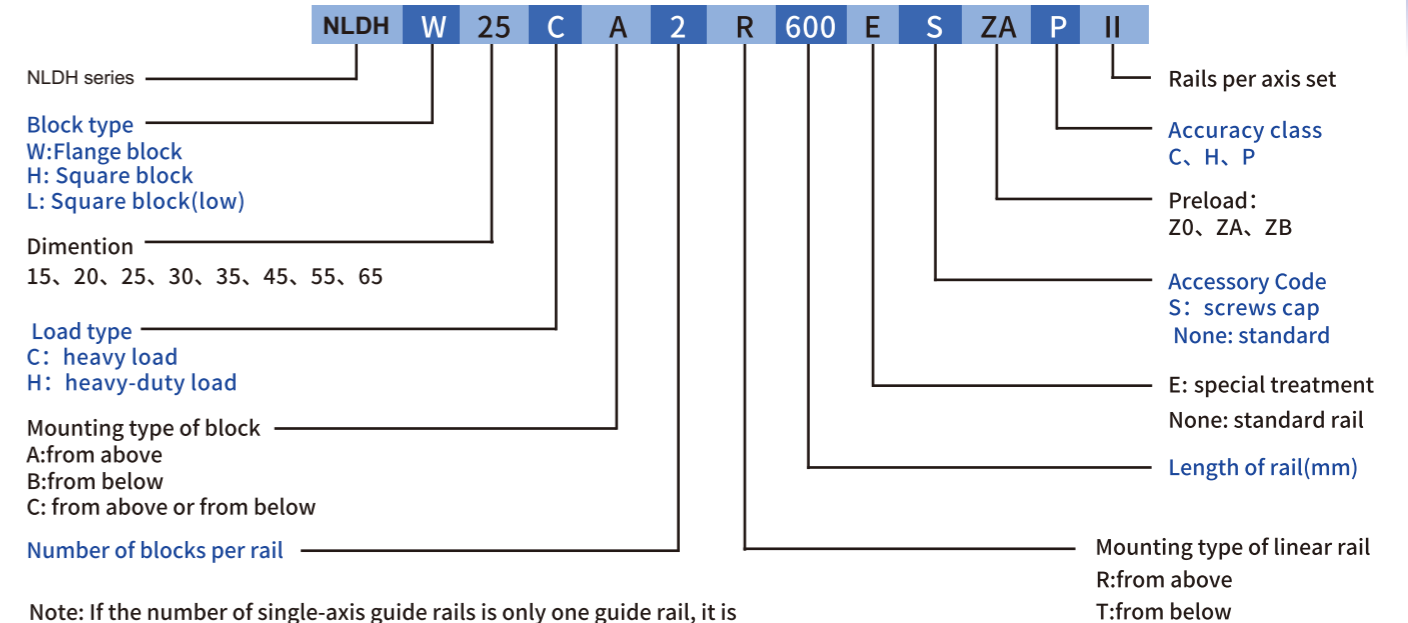 NLDH W 25 C A 2 R 600 E S ZA P II
NLDH series
Block type
W:Flange block
H: Square block
L: Square block(low)
Dimention
15、20、25、30、35、45、55、65
Load type
C：heavy load
H：heavy-duty load
Mounting type of block
A:from above
B:from below
C: from above or from below
Number of blocks per rail
Note: If the number of single-axis guide rails is only one guide rail, it is
Rails per axis set
Accuracy class
C、H、P
Preload：
Z0、ZA、ZB
Accessory Code
S：screws cap
None: standard
E: special treatment
None: standard rail
Length of rail(mm)
Mounting type of linear rail
R:from above
T:from below